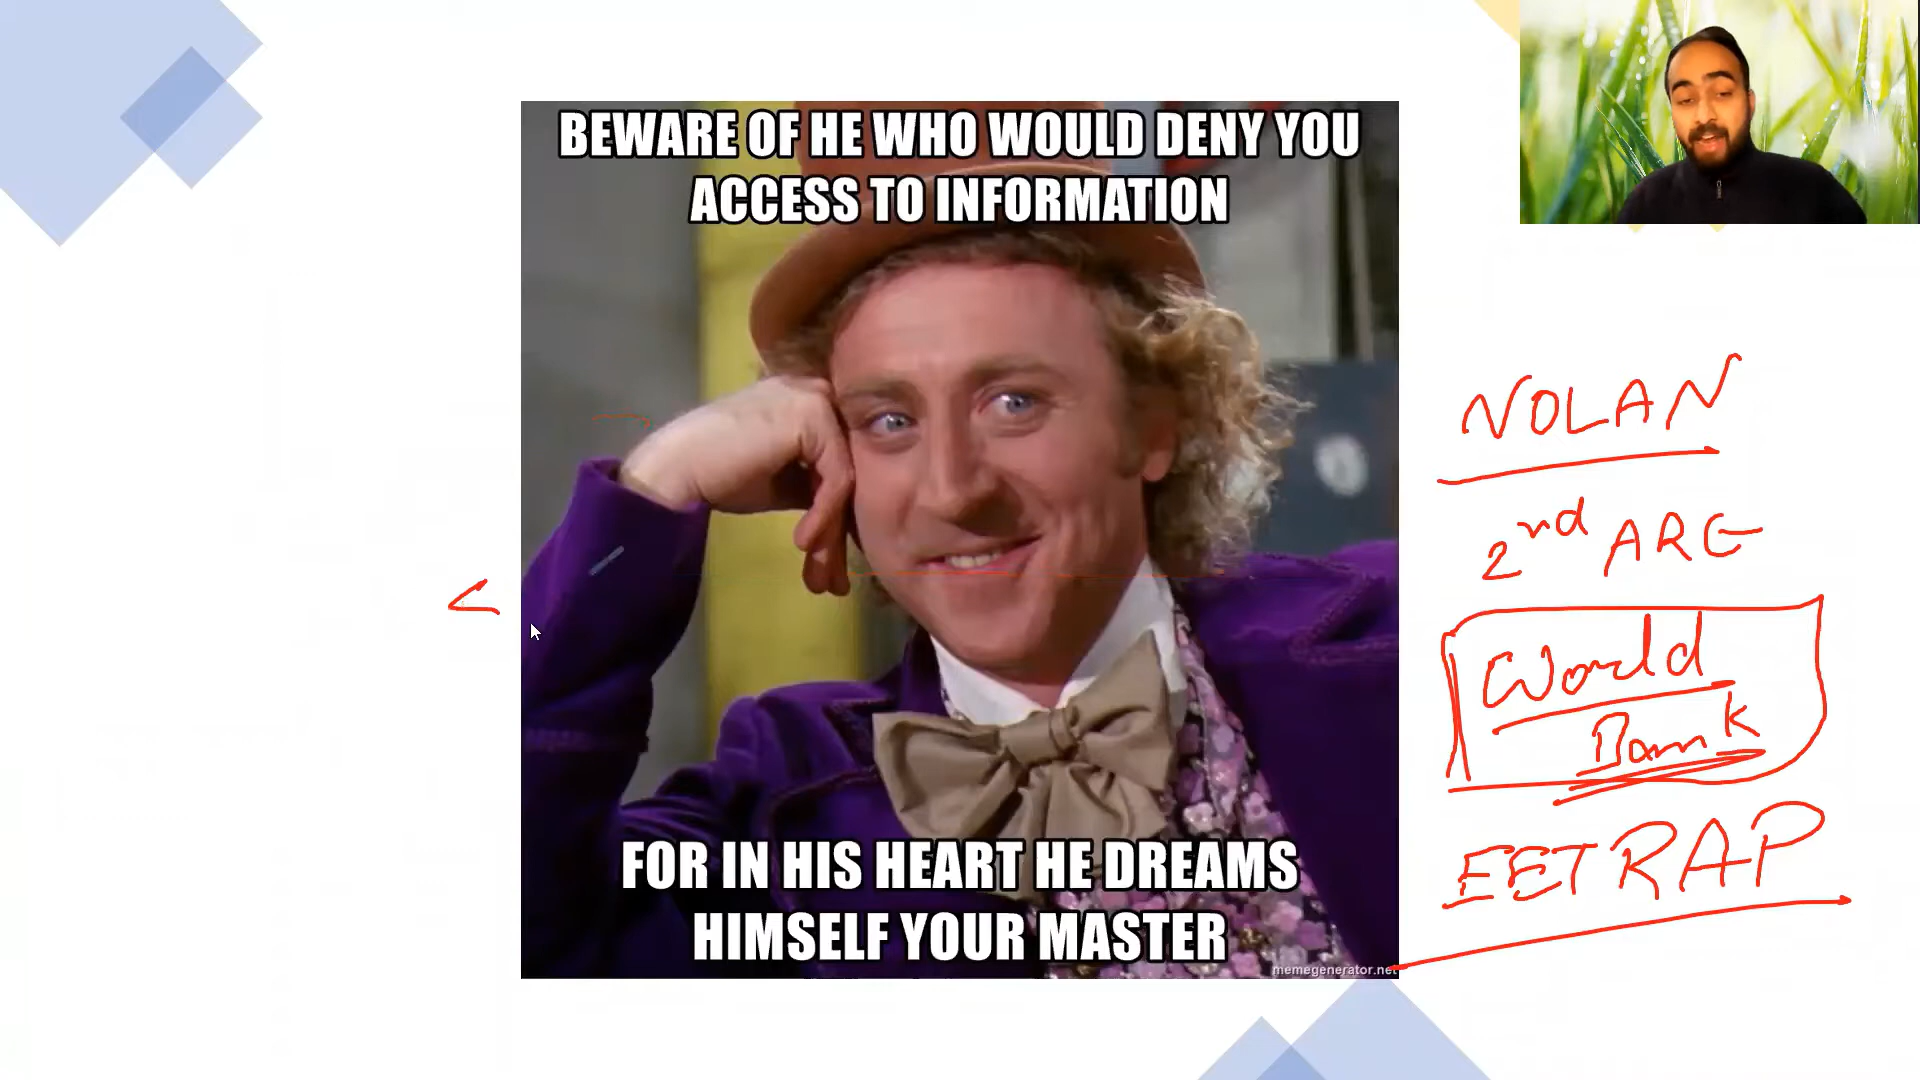 BEWARE OF HE WHO WOULD DENY YOU
ACCESS TO INFORMATION
FOR IN HIS HEART HE DREAMS
HIMSELF YOUR MASTER
memegenerator.net
NOLAN
2nd ARC
World
Bank
EETRAP